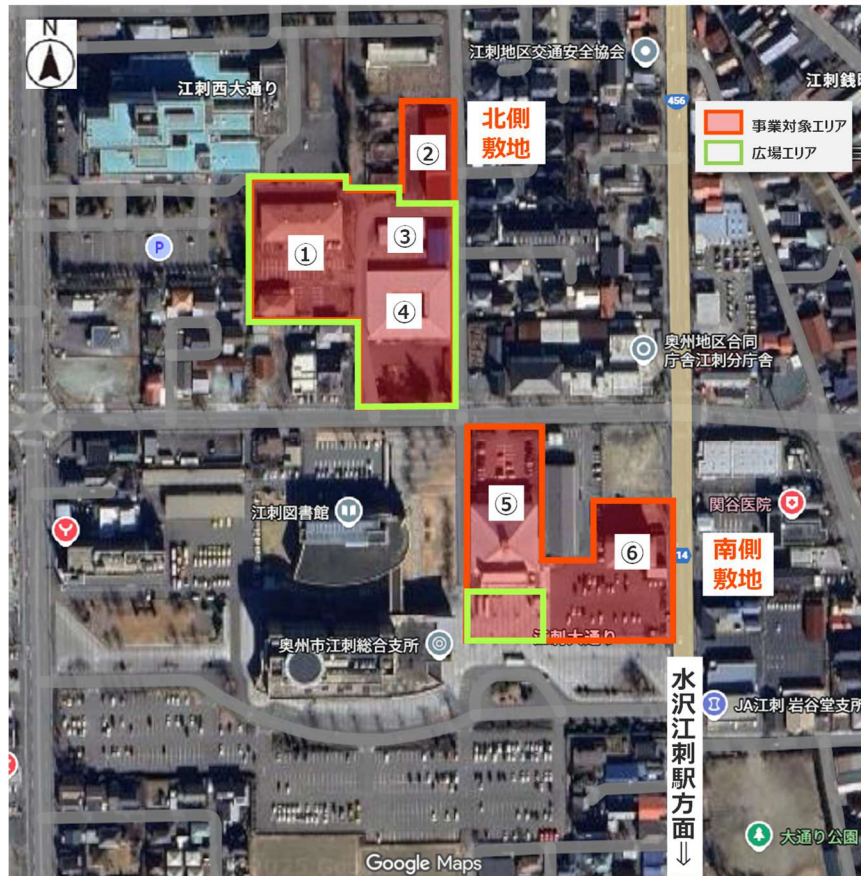 N
江刺地区交通安全協会
江刺西大通り
456
北側
敷地
②
事業対象エリア
広場エリア
③
①
P
④
奥州地区合同
庁舎江刺分庁舎
江刺図書館
⑤
関谷医院
⑥
南側
敷地
14
江刺大通り
奥州市江刺総合支所
水沢江刺駅方面⇓
JA江刺 岩谷堂支所
大通り公園
Google Maps